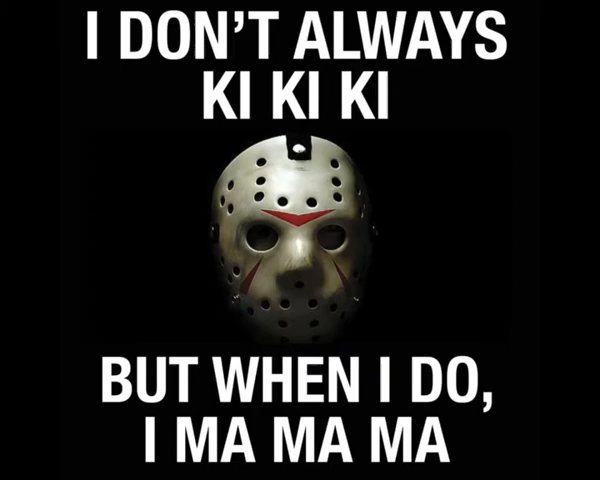 I DON'T ALWAYS
KI KI KI
BUT WHEN I DO,
I MA MA MA